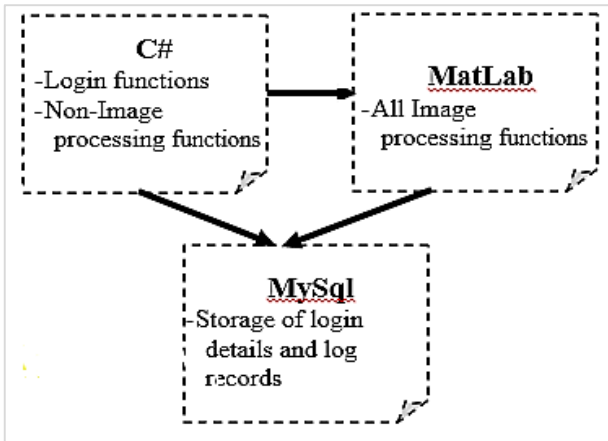 C#
-Login functions
-Non-Image
processing functions
MatLab
-All Image
processing functions
MySql
-Storage of login
details and log
records